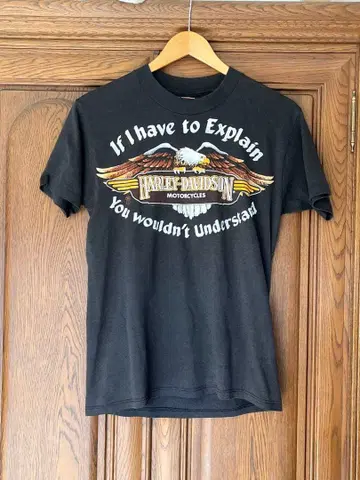 If I have to Explain
HARLEY-DAVIDSON
MOTORCYCLES
You wouldn't Understand